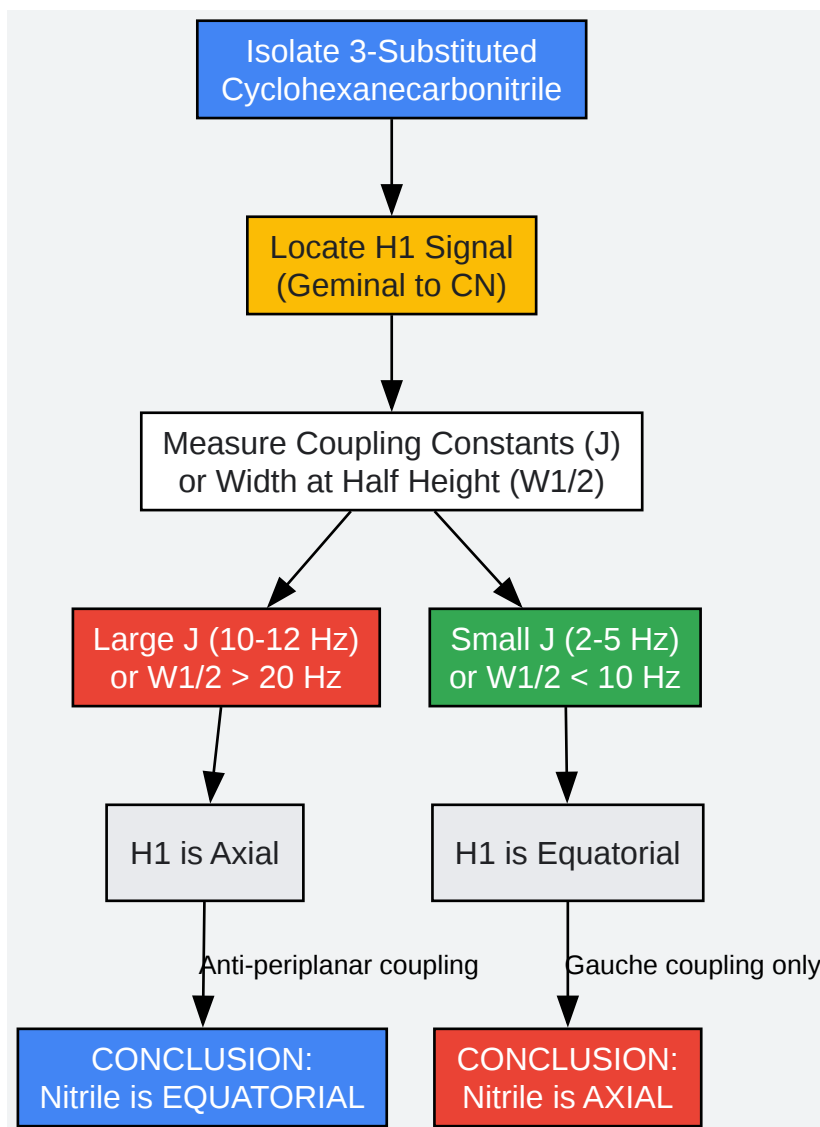 Isolate 3-Substituted
Cyclohexanecarbonitrile
Locate H1 Signal
(Geminal to CN)
Measure Coupling Constants (J)
or Width at Half Height (W1/2)
Large J (10-12 Hz)
or W1/2 > 20 Hz
Small J (2-5 Hz)
or W1/2 < 10 Hz
H1 is Axial
H1 is Equatorial
Anti-periplanar coupling
Gauche coupling only
CONCLUSION:
Nitrile is EQUATORIAL
CONCLUSION:
Nitrile is AXIAL